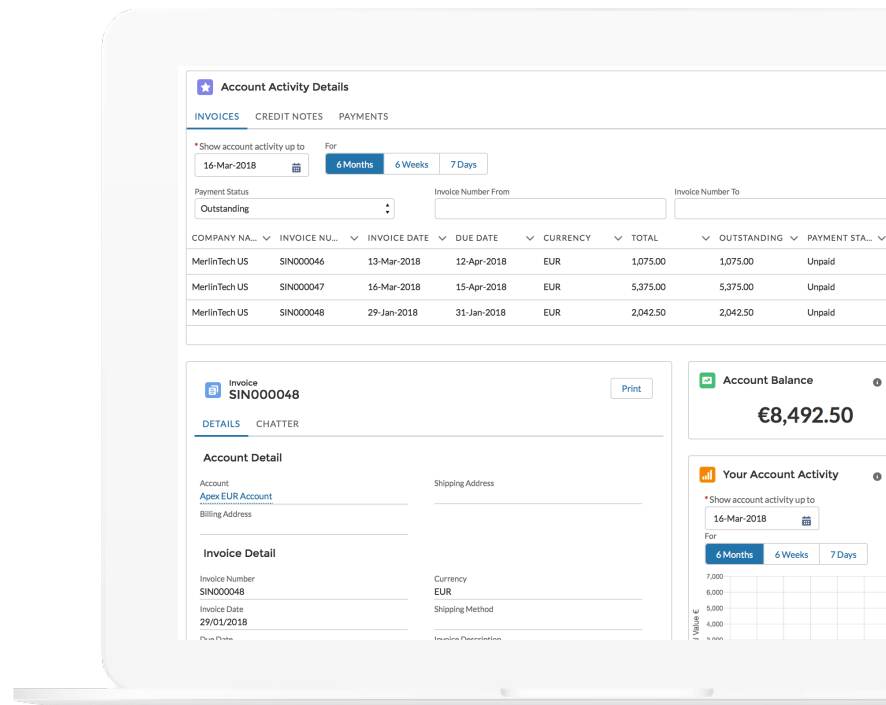 Account Activity Details
INVOICES CREDIT NOTES PAYMENTS
*Show account activity up to For
16-Mar-2018 6 Months 6 Weeks 7 Days
Payment Status Invoice Number From Invoice Number To
Outstanding
COMPANY NA... INVOICE NU... INVOICE DATE DUE DATE CURRENCY TOTAL OUTSTANDING PAYMENT STA...
MerlinTech US SIN000046 13-Mar-2018 12-Apr-2018 EUR 1,075.00 1,075.00 Unpaid
MerlinTech US SIN000047 16-Mar-2018 15-Apr-2018 EUR 5,375.00 5,375.00 Unpaid
MerlinTech US SIN000048 29-Jan-2018 31-Jan-2018 EUR 2,042.50 2,042.50 Unpaid
Invoice
SIN000048
Print
DETAILS CHATTER
Account Detail
Account Shipping Address
Apex EUR Account
Billing Address
Invoice Detail
Invoice Number Currency
SIN000048 EUR
Invoice Date Shipping Method
29/01/2018
Due Date Invoice Description
Account Balance
€8,492.50
Your Account Activity
*Show account activity up to
16-Mar-2018
For
6 Months 6 Weeks 7 Days
7,000
6,000
5,000
4,000
3,000
Value €